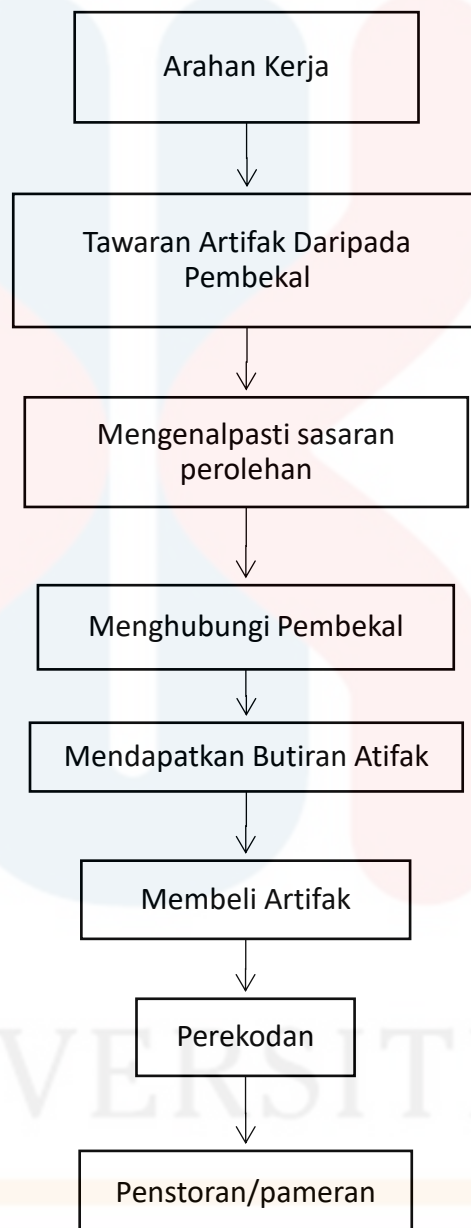 Arahan Kerja
Tawaran Artifak Daripada
Pembekal
Mengenalpasti sasaran
perolehan
Menghubungi Pembekal
Mendapatkan Butiran Atifak
Membeli Artifak
Perekodan
VERSIT
Penstoran/pameran